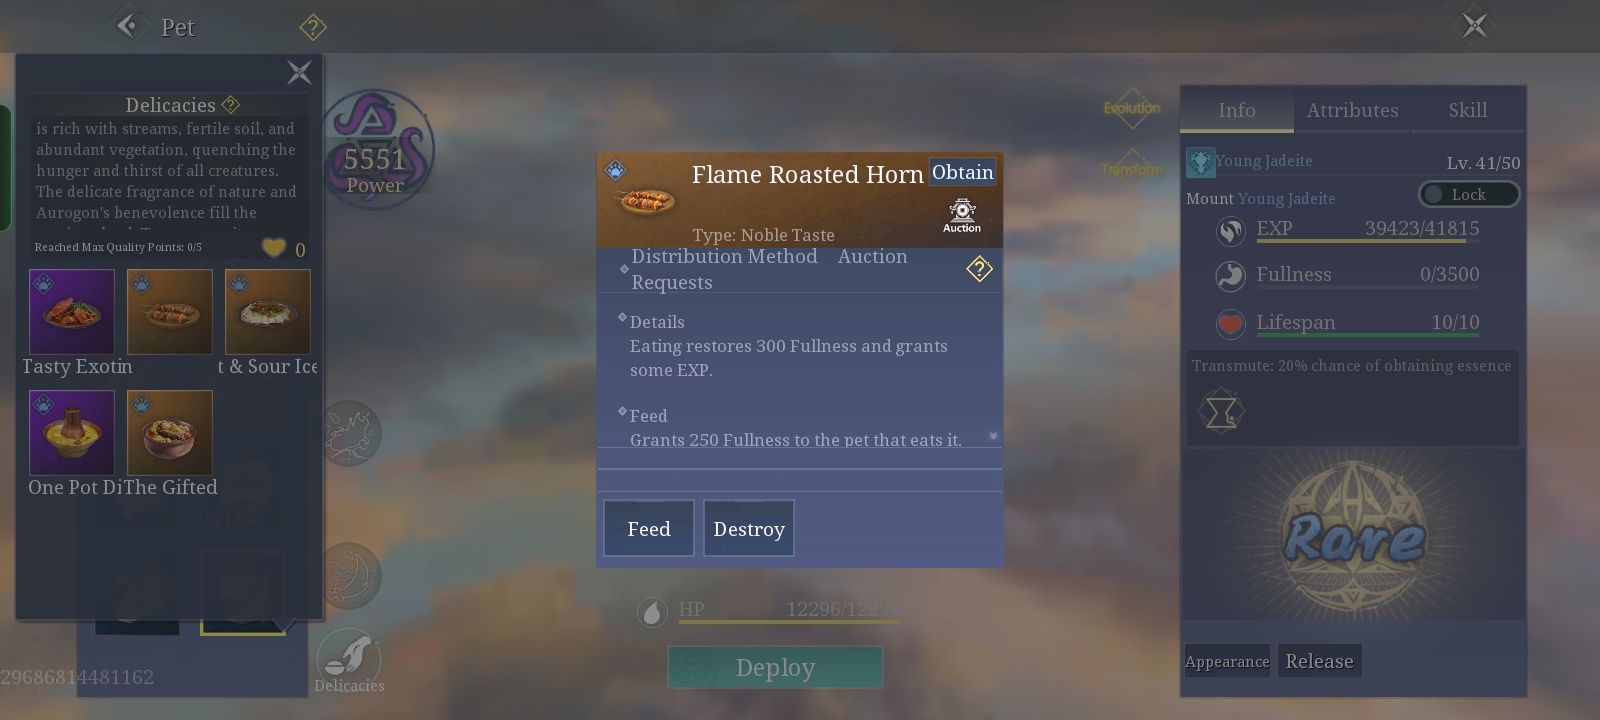 Pet
Delicacies
is rich with streams, fertile soil, and
abundant vegetation, quenching the
hunger and thirst of all creatures.
The delicate fragrance of nature and
Aurogon's benevolence fill the
Reached Max Quality Points: 0/5
0
Tasty Exotin
t & Sour Ice
One Pot Di
The Gifted
5551
Power
In Use
29686814481162
Delicacies
Flame Roasted Horn
Obtain
Type: Noble Taste
Auction
Distribution Method Auction
Requests
Details
Eating restores 300 Fullness and grants
some EXP.
Feed
Grants 250 Fullness to the pet that eats it.
Feed
Destroy
HP 12296/1229
Deploy
Evolution
Transform
Info
Attributes
Skill
Young Jadeite
Lv. 41/50
Mount Young Jadeite
Lock
EXP 39423/41815
Fullness 0/3500
Lifespan 10/10
Transmute: 20% chance of obtaining essence
Rare
Appearance
Release